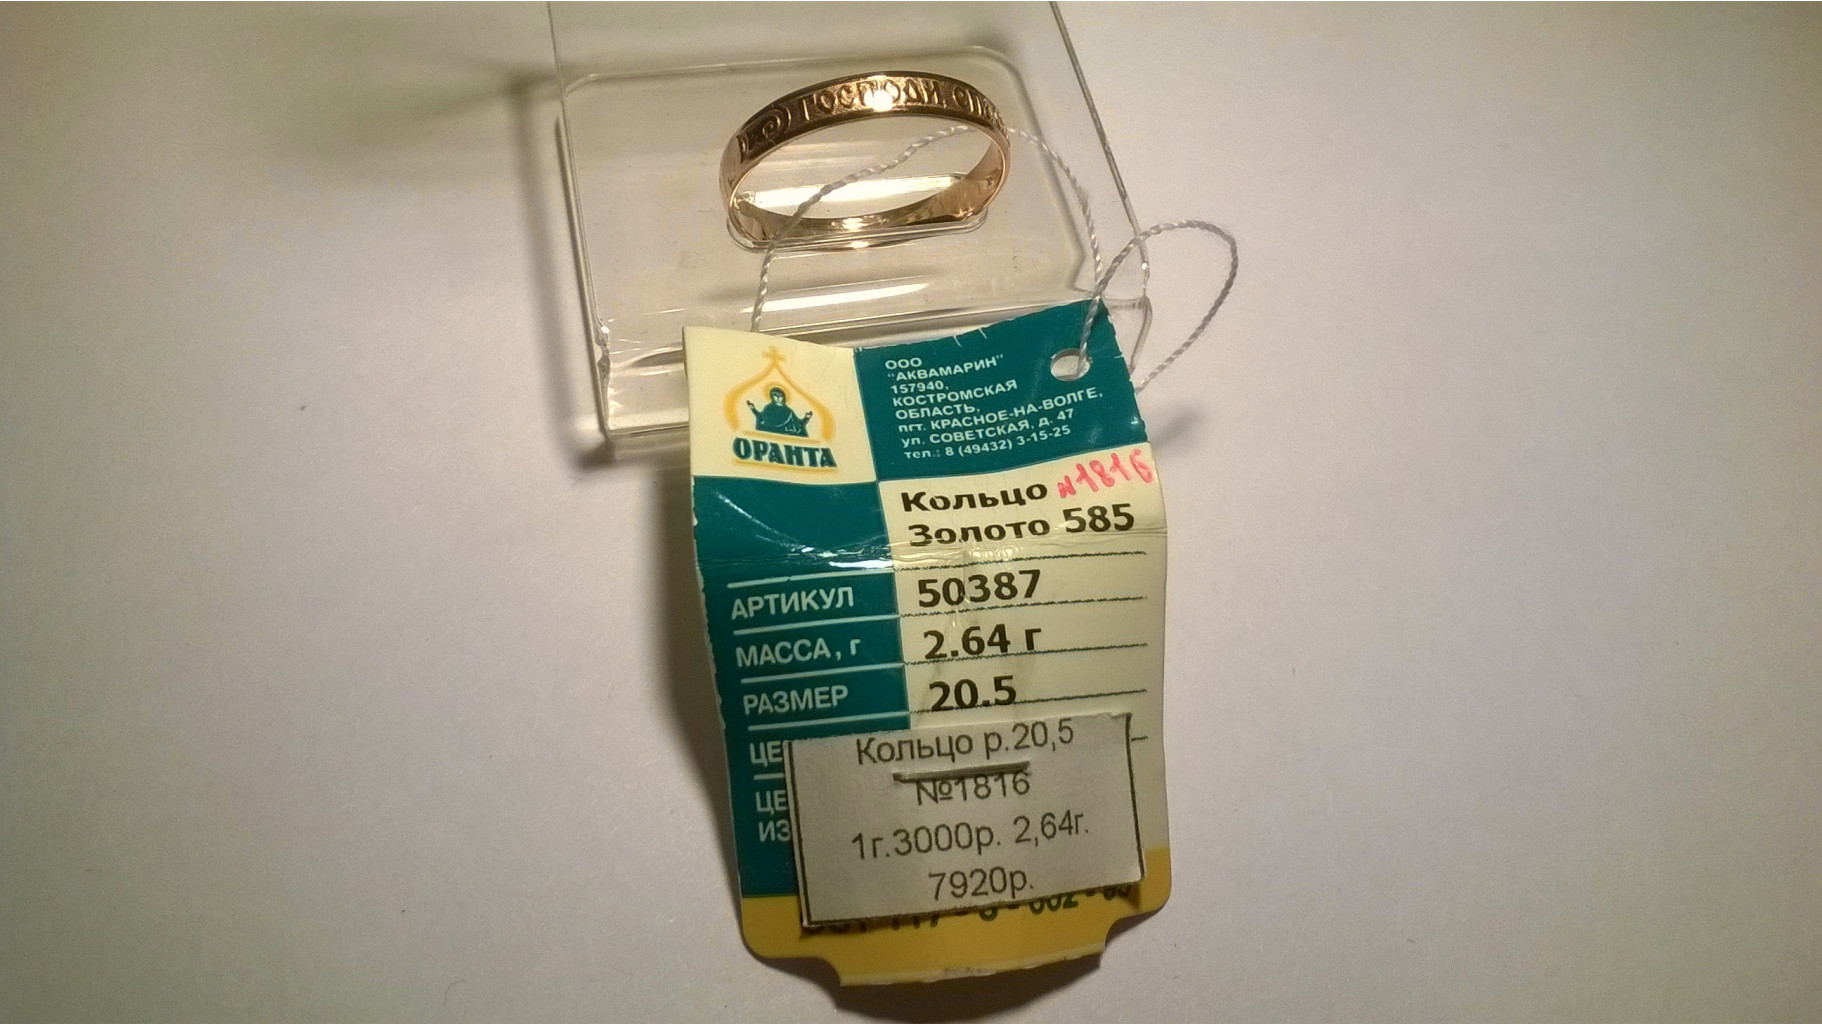 ГОСПОДИ, СПА
ОРАНТА
ООО
"АКВАМАРИН"
157940,
КОСТРОМСКАЯ
ОБЛАСТЬ,
пгт. КРАСНОЕ-НА-ВОЛГЕ,
ул. СОВЕТСКАЯ, д. 47
тел.: 8 (49432) 3-15-25
Кольцо №1816
Золото 585
АРТИКУЛ 50387
МАССА, г 2.64 г
РАЗМЕР 20.5
Кольцо р.20,5
№1816
1г.3000р. 2,64г.
7920р.